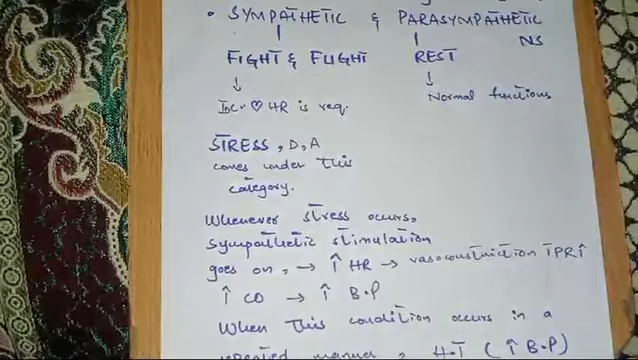 • SYMPATHETIC & PARASYMPATHETIC NS
FIGHT & FLIGHT REST
↓ ↓
Inc. ♡ HR is req. Normal functions
STRESS, D, A
comes under this
category.
Whenever stress occurs,
sympathetic stimulation
goes on, → ↑ HR → vasoconstriction TPR↑
↑ CO → ↑ B.P
When this condition occurs in a
repeated manner, H.T (↑ B.P)